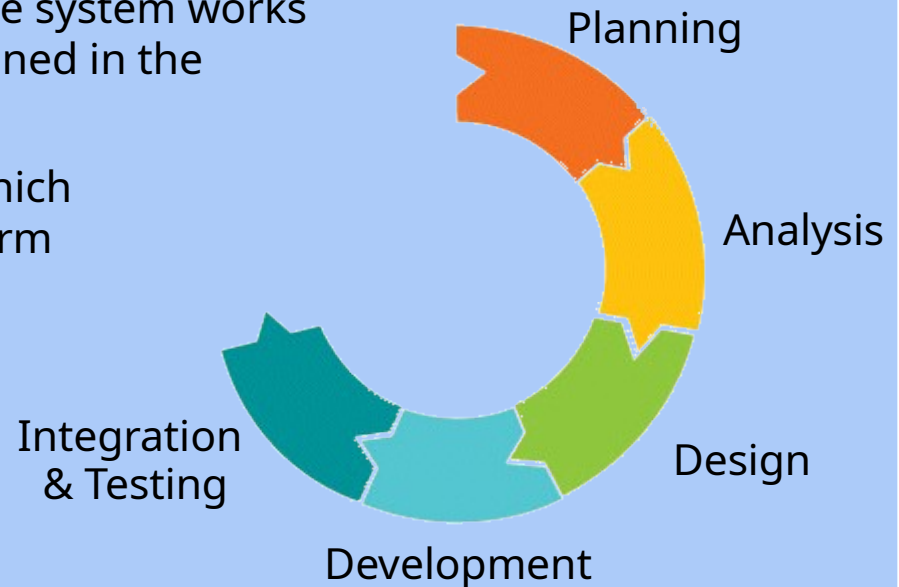 e system works
ned in the
hich
rm
Planning
Analysis
Design
Development
Integration
& Testing